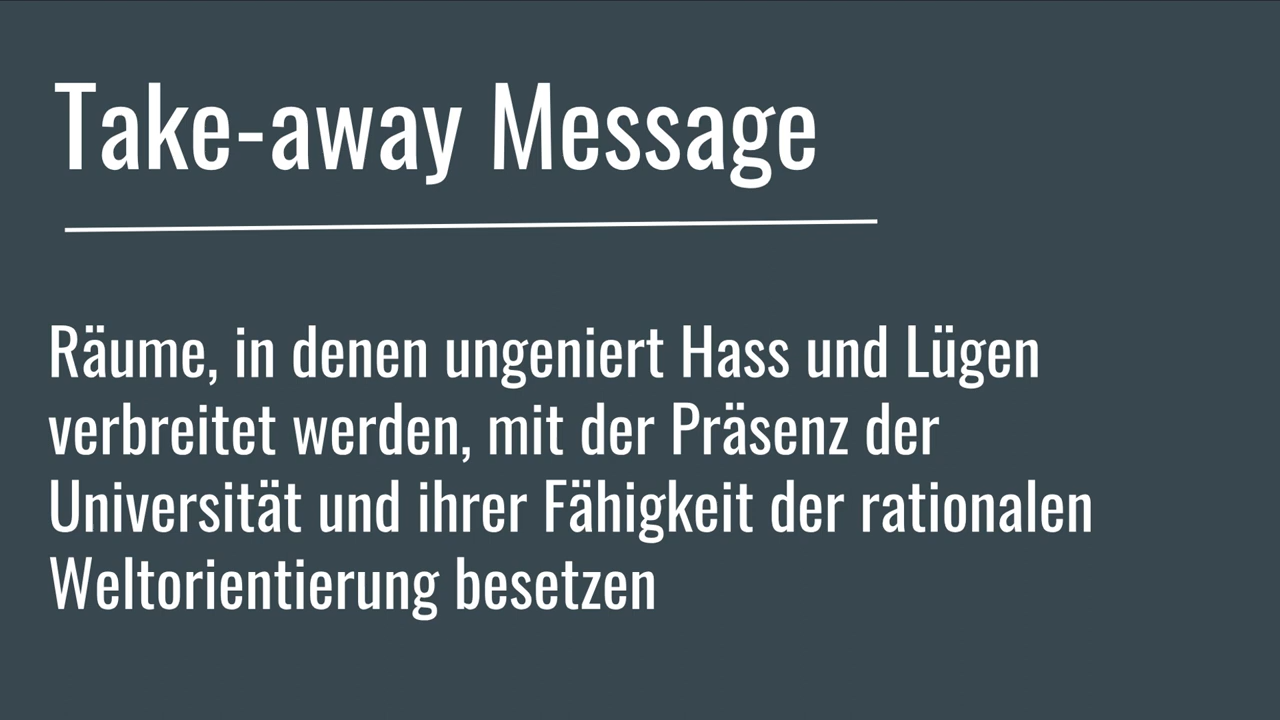 Take-away Message
Räume, in denen ungeniert Hass und Lügen
verbreitet werden, mit der Präsenz der
Universität und ihrer Fähigkeit der rationalen
Weltorientierung besetzen